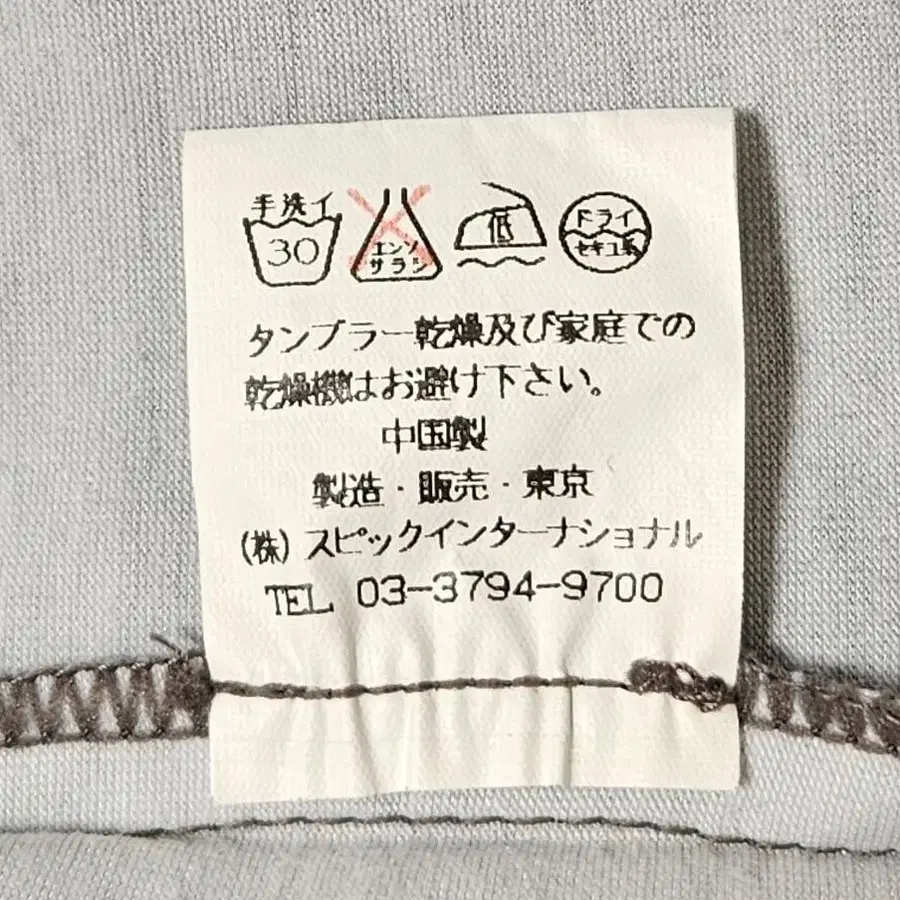 手洗イ
30
エンソ
サラシ
低
ドライ
セキユ系
タンブラー乾燥及び家庭での
乾燥機はお避け下さい。
中国製
製造・販売・東京
(株) スピックインターナショナル
TEL 03-3794-9700